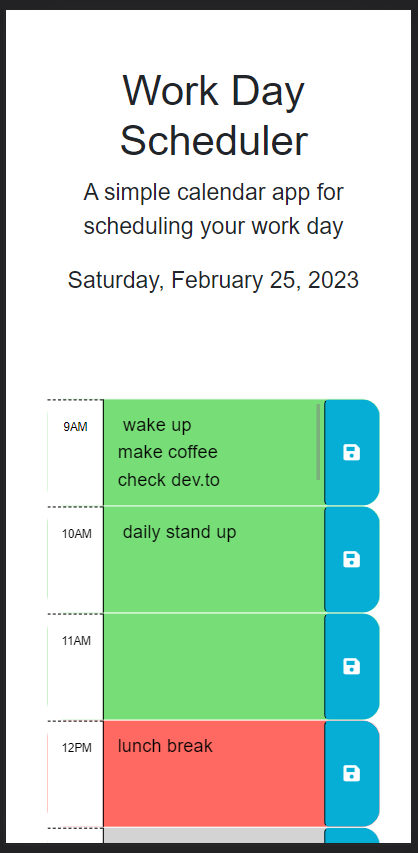 Work Day
Scheduler
A simple calendar app for
scheduling your work day
Saturday, February 25, 2023
9AM
wake up
make coffee
check dev.to
10AM
daily stand up
11AM
12PM
lunch break